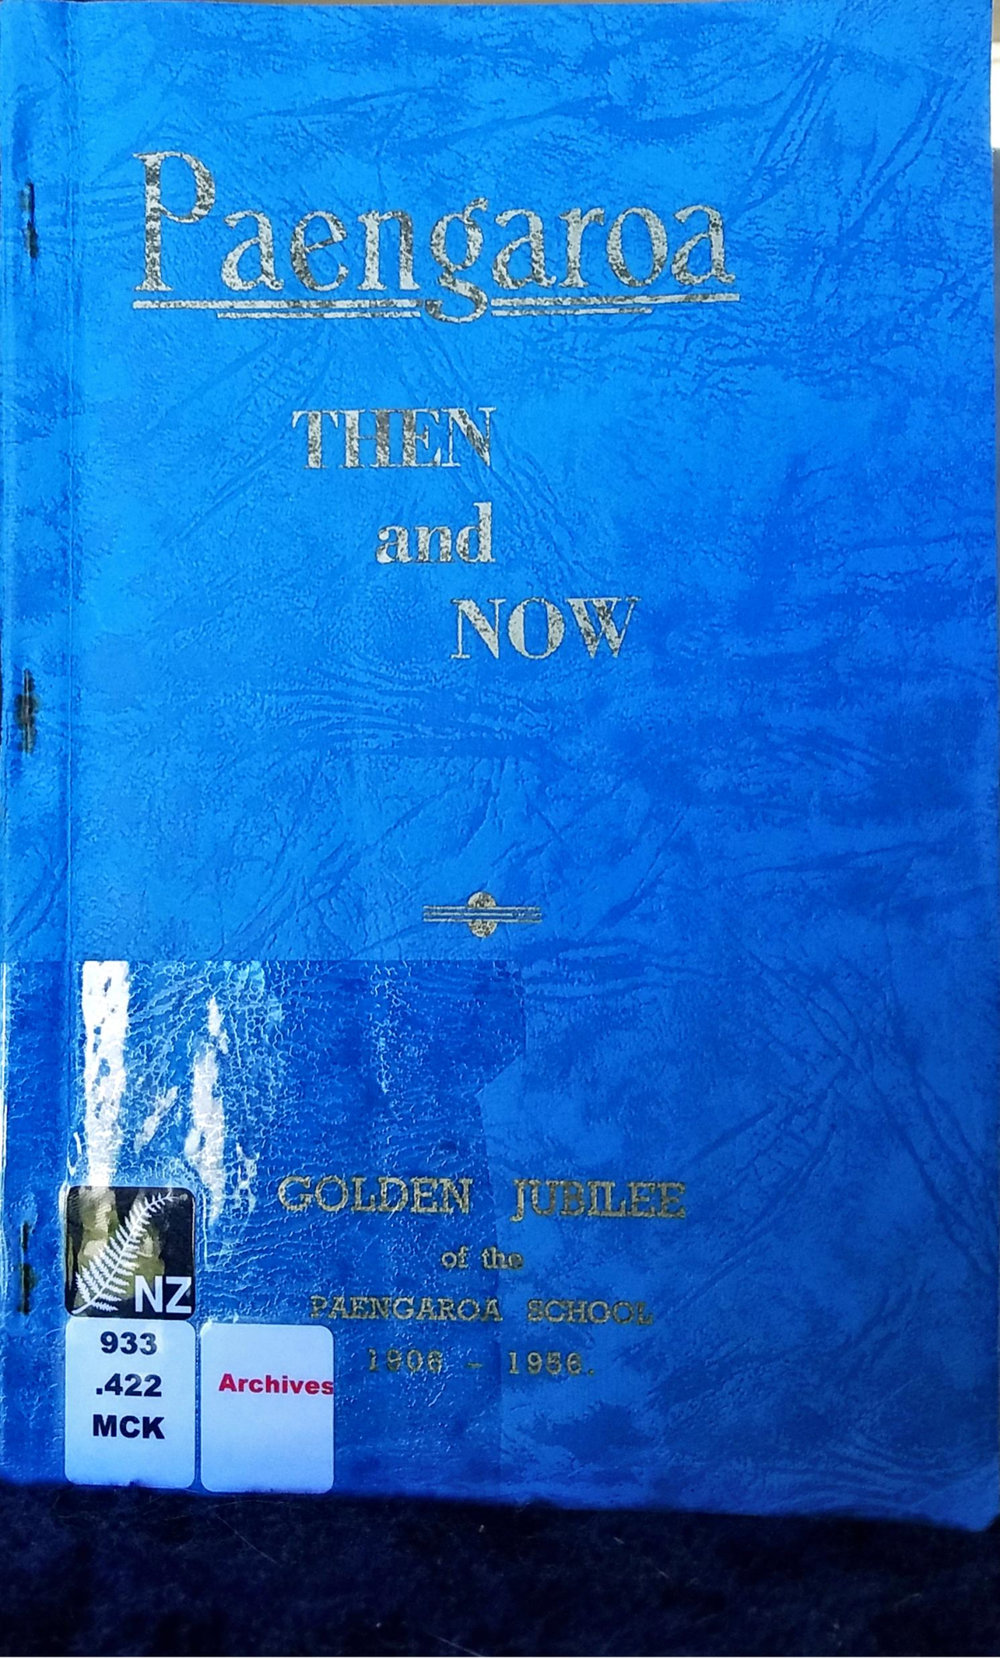 Paengaroa
THEN
and
NOW
GOLDEN JUBILEE
of the
PAENGAROA SCHOOL
1906 - 1956.
NZ
933
.422
MCK
Archives